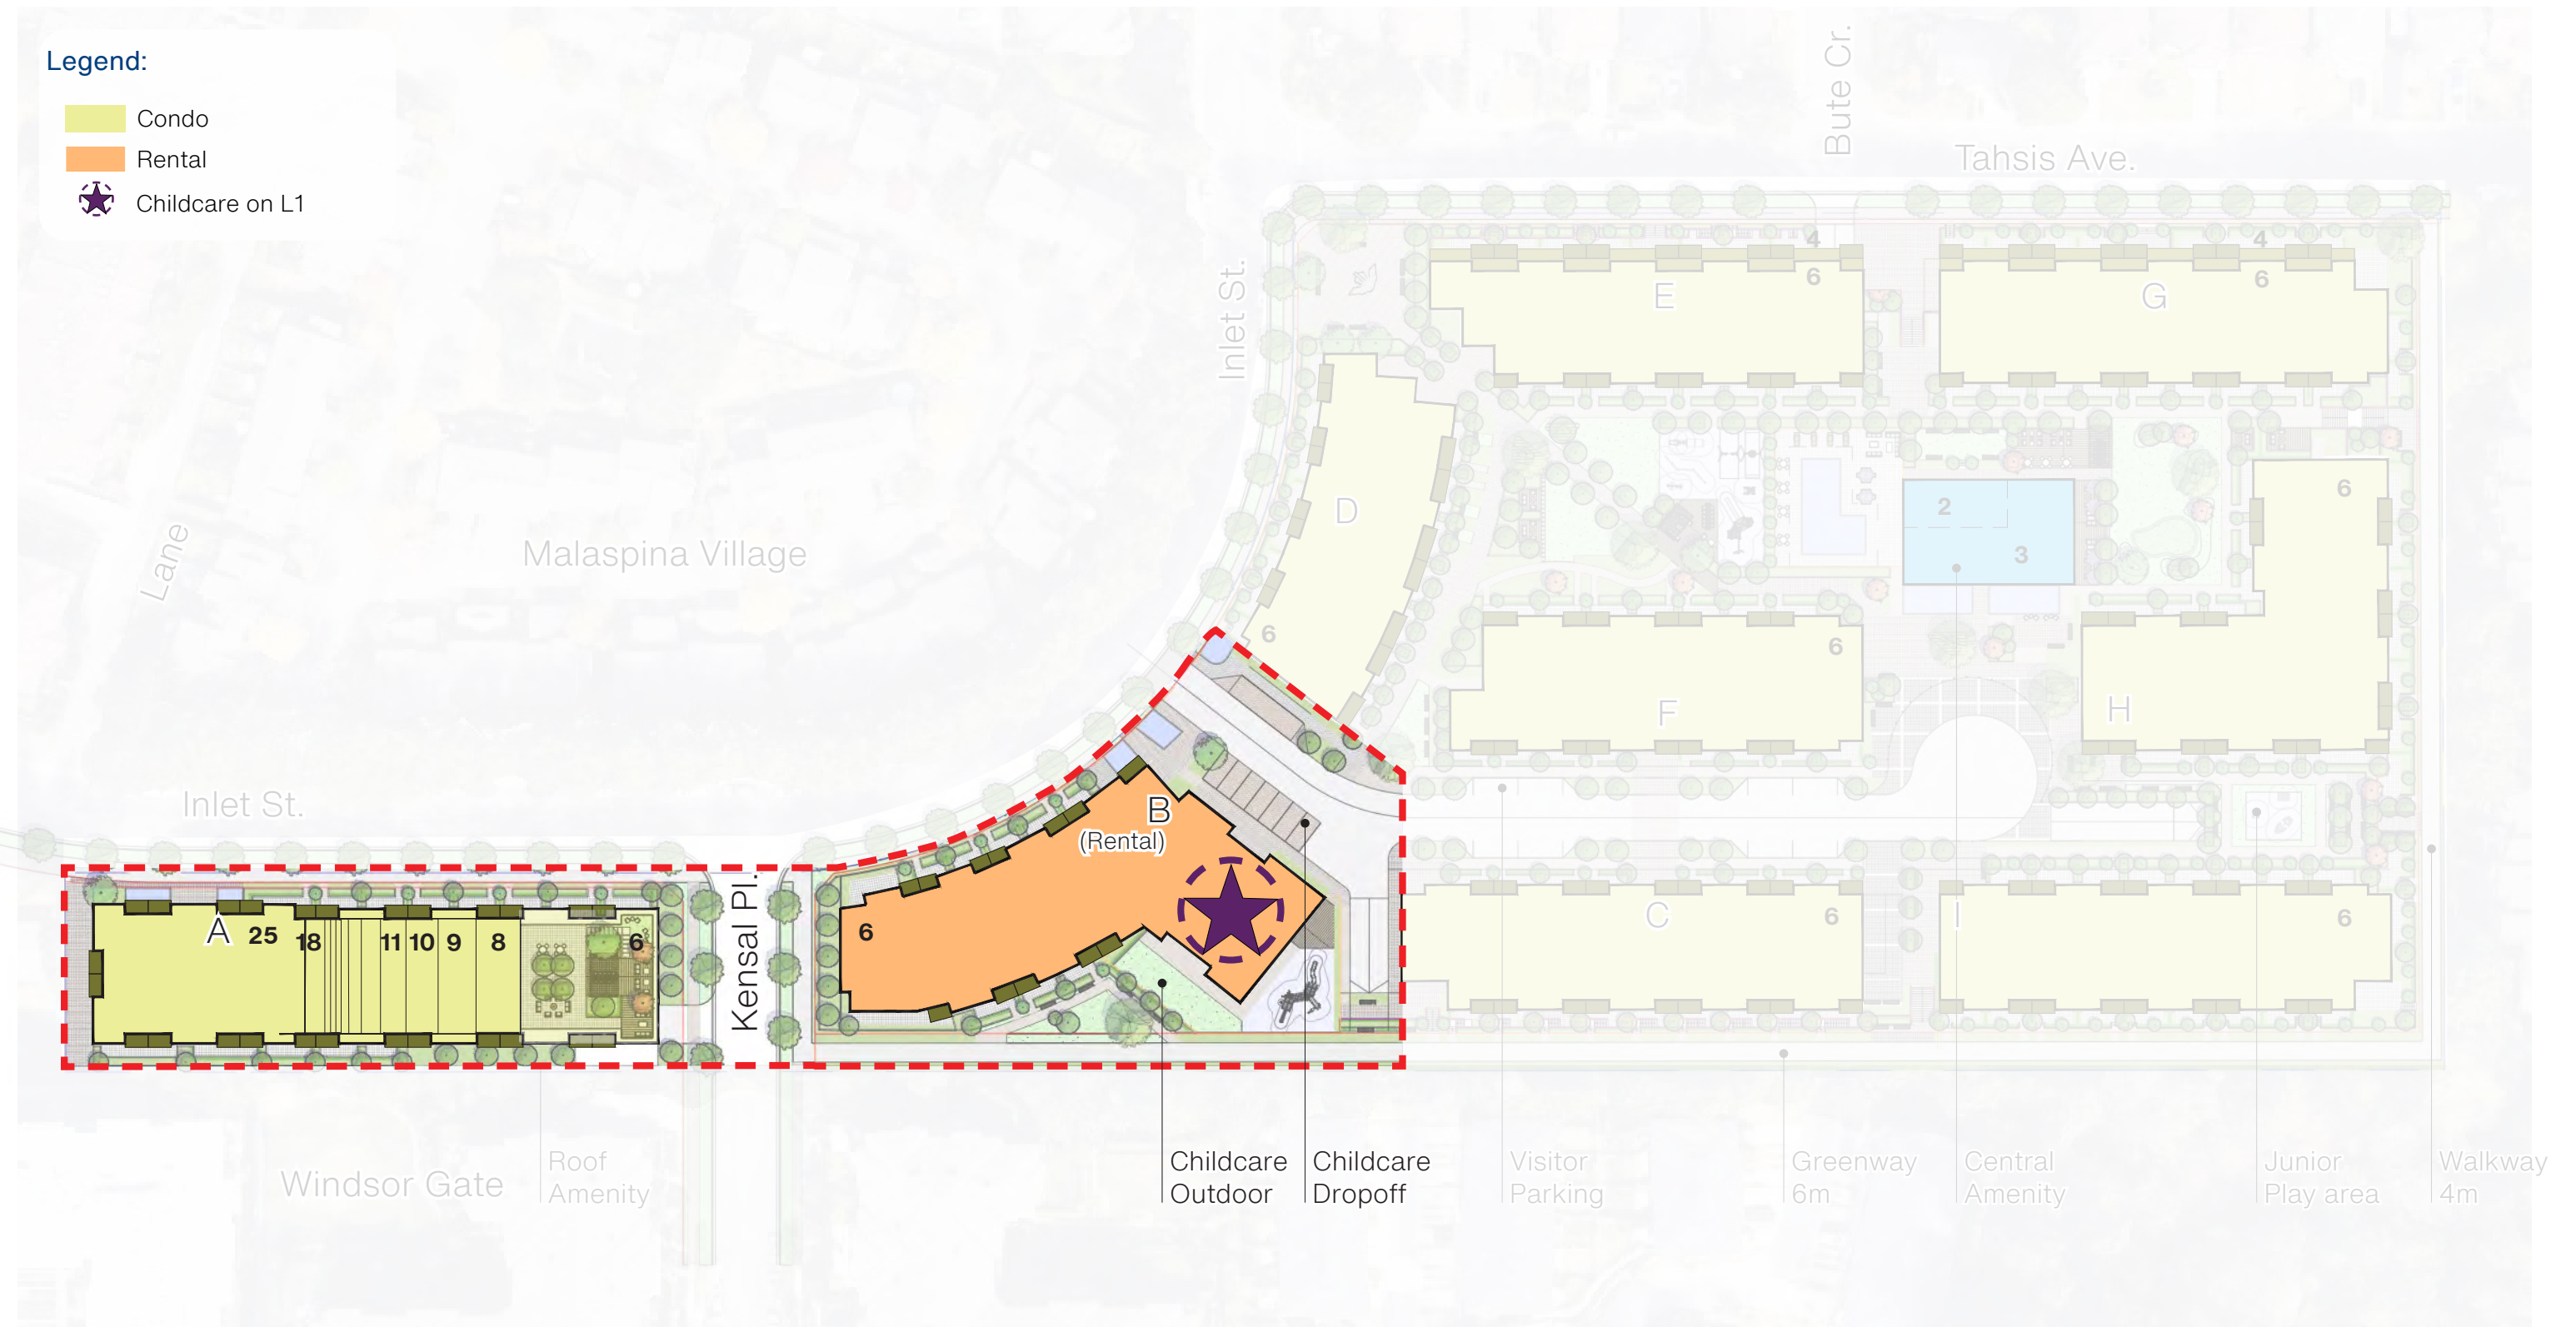 Legend:
Condo
Rental
Childcare on L1
Bute Cr.
Tahsis Ave.
Inlet St.
Lane
Malaspina Village
Inlet St.
Kensal Pl.
Windsor Gate
4
6
E
4
6
G
D
6
2
3
6
H
6
F
B
(Rental)
6
A
25
18
11
10
9
8
6
C
6
I
6
Roof
Amenity
Childcare
Outdoor
Childcare
Dropoff
Visitor
Parking
Greenway
6m
Central
Amenity
Junior
Play area
Walkway
4m